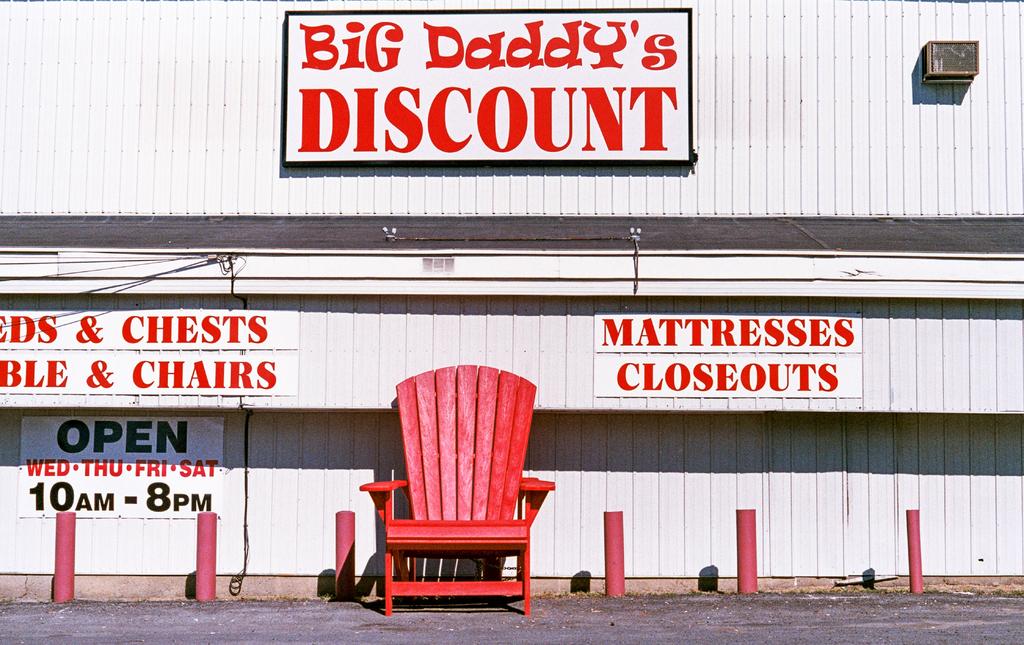 BiG DaddY's
DISCOUNT
EDS & CHESTS
BLE & CHAIRS
MATTRESSES
CLOSEOUTS
OPEN
WED•THU•FRI•SAT
10AM - 8PM